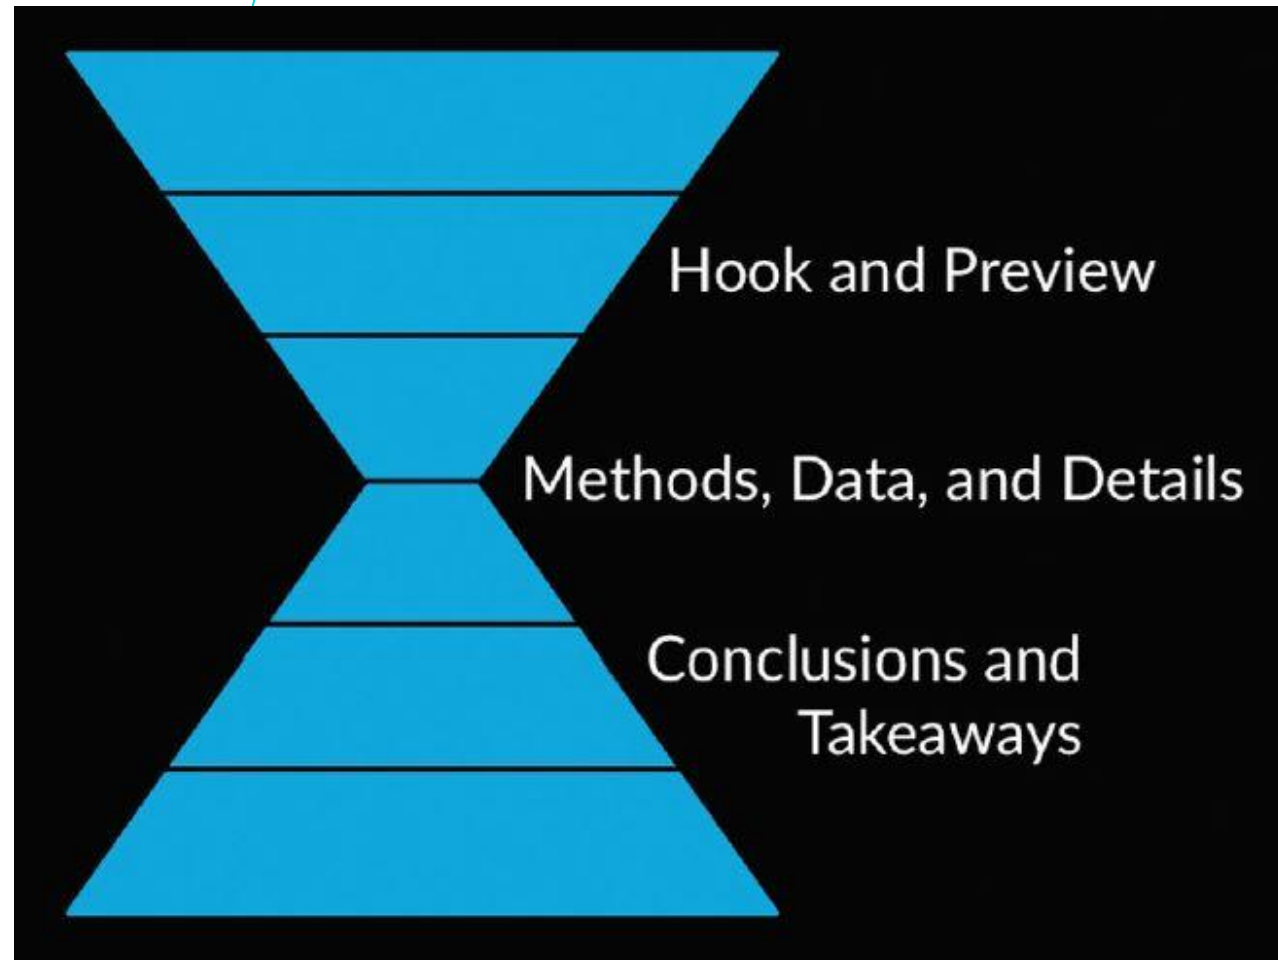 Hook and Preview
Methods, Data, and Details
Conclusions and
Takeaways